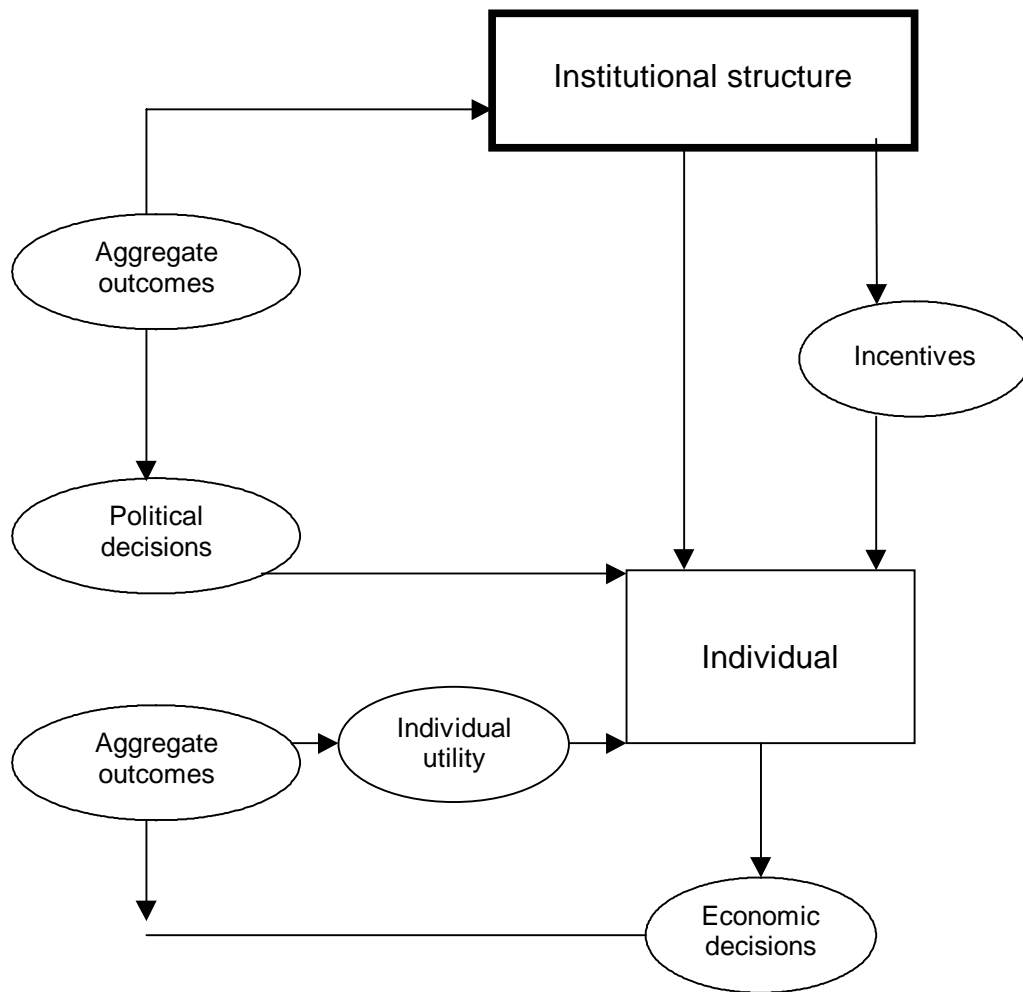 Institutional structure
Aggregate
outcomes
Incentives
Political
decisions
Individual
Aggregate
outcomes
Individual
utility
Economic
decisions